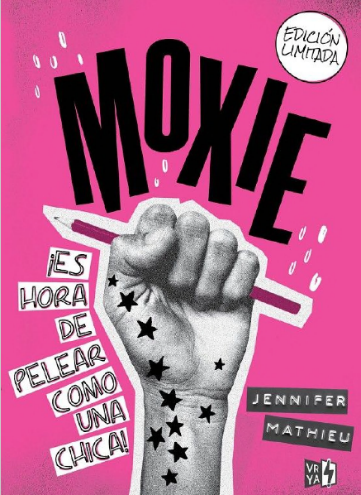 EDICIÓN
LIMITADA
MOXIE
¡ES
HORA
DE
PELEAR
COMO
UNA
CHICA!
JENNIFER
MATHIEU
VR
YA